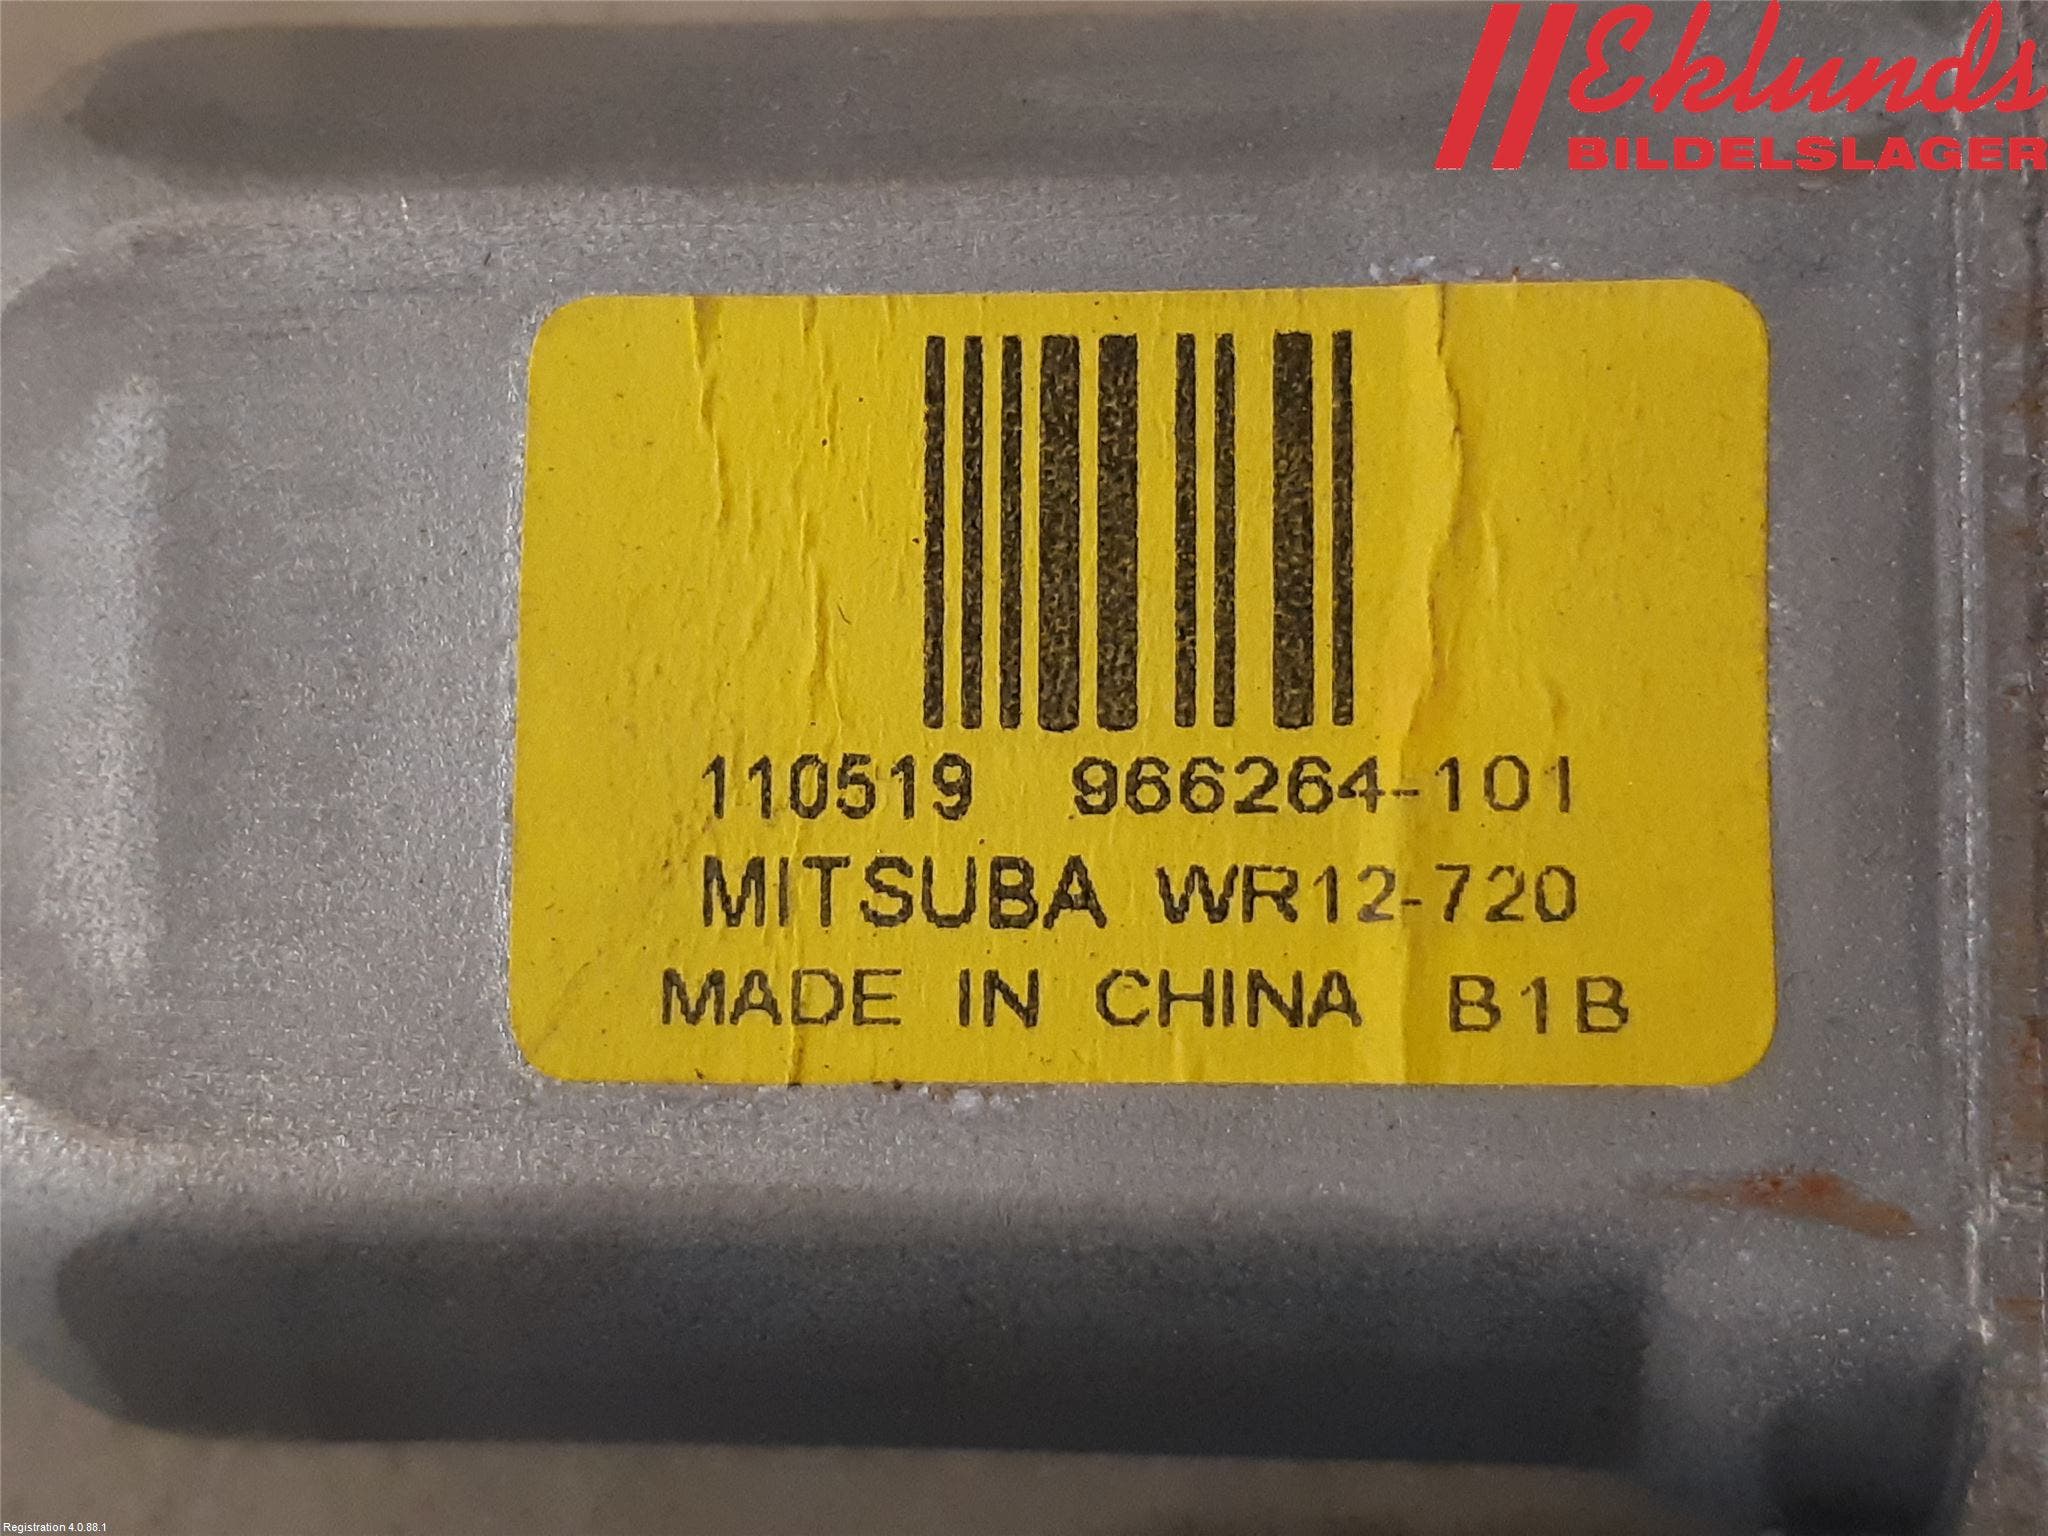 Eklunds
BILDELSLAGER
110519 966264-101
MITSUBA WR12-720
MADE IN CHINA B1B
Registration 4.0.88.1